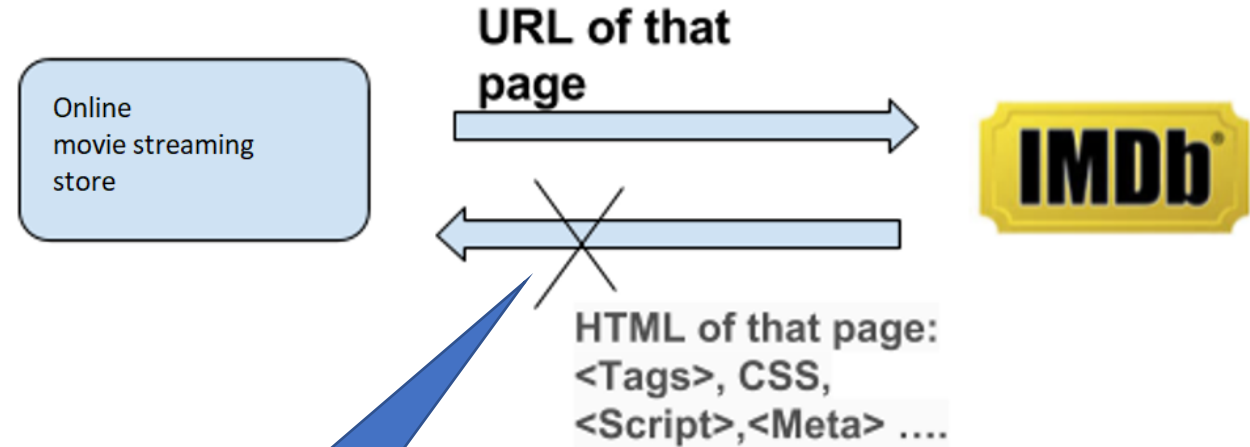 URL of that
page
Online
movie streaming
store
IMDb®
HTML of that page:
<Tags>, CSS,
<Script>,<Meta> ....